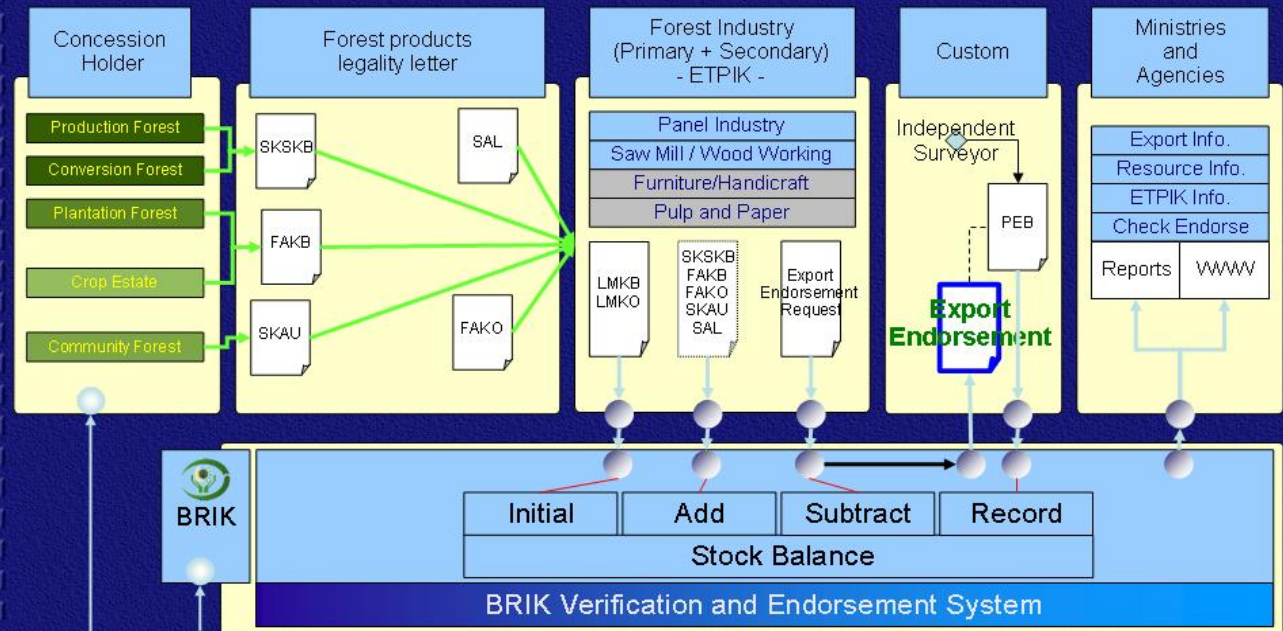 Concession
Holder
Production Forest
Conversion Forest
Plantation Forest
Crop Estate
Community Forest
Forest products
legality letter
SKSKB
SAL
FAKB
SKAU
FAKO
Forest Industry
(Primary + Secondary)
- ETPIK -
Panel Industry
Saw Mill / Wood Working
Furniture/Handicraft
Pulp and Paper
LMKB
LMKO
SKSKB
FAKB
FAKO
SKAU
SAL
Export
Endorsement
Request
Custom
Independent
Surveyor
PEB
Export
Endorsement
Ministries
and
Agencies
Export Info.
Resource Info.
ETPIK Info.
Check Endorse
Reports
WWW
BRIK
Initial
Add
Subtract
Record
Stock Balance
BRIK Verification and Endorsement System